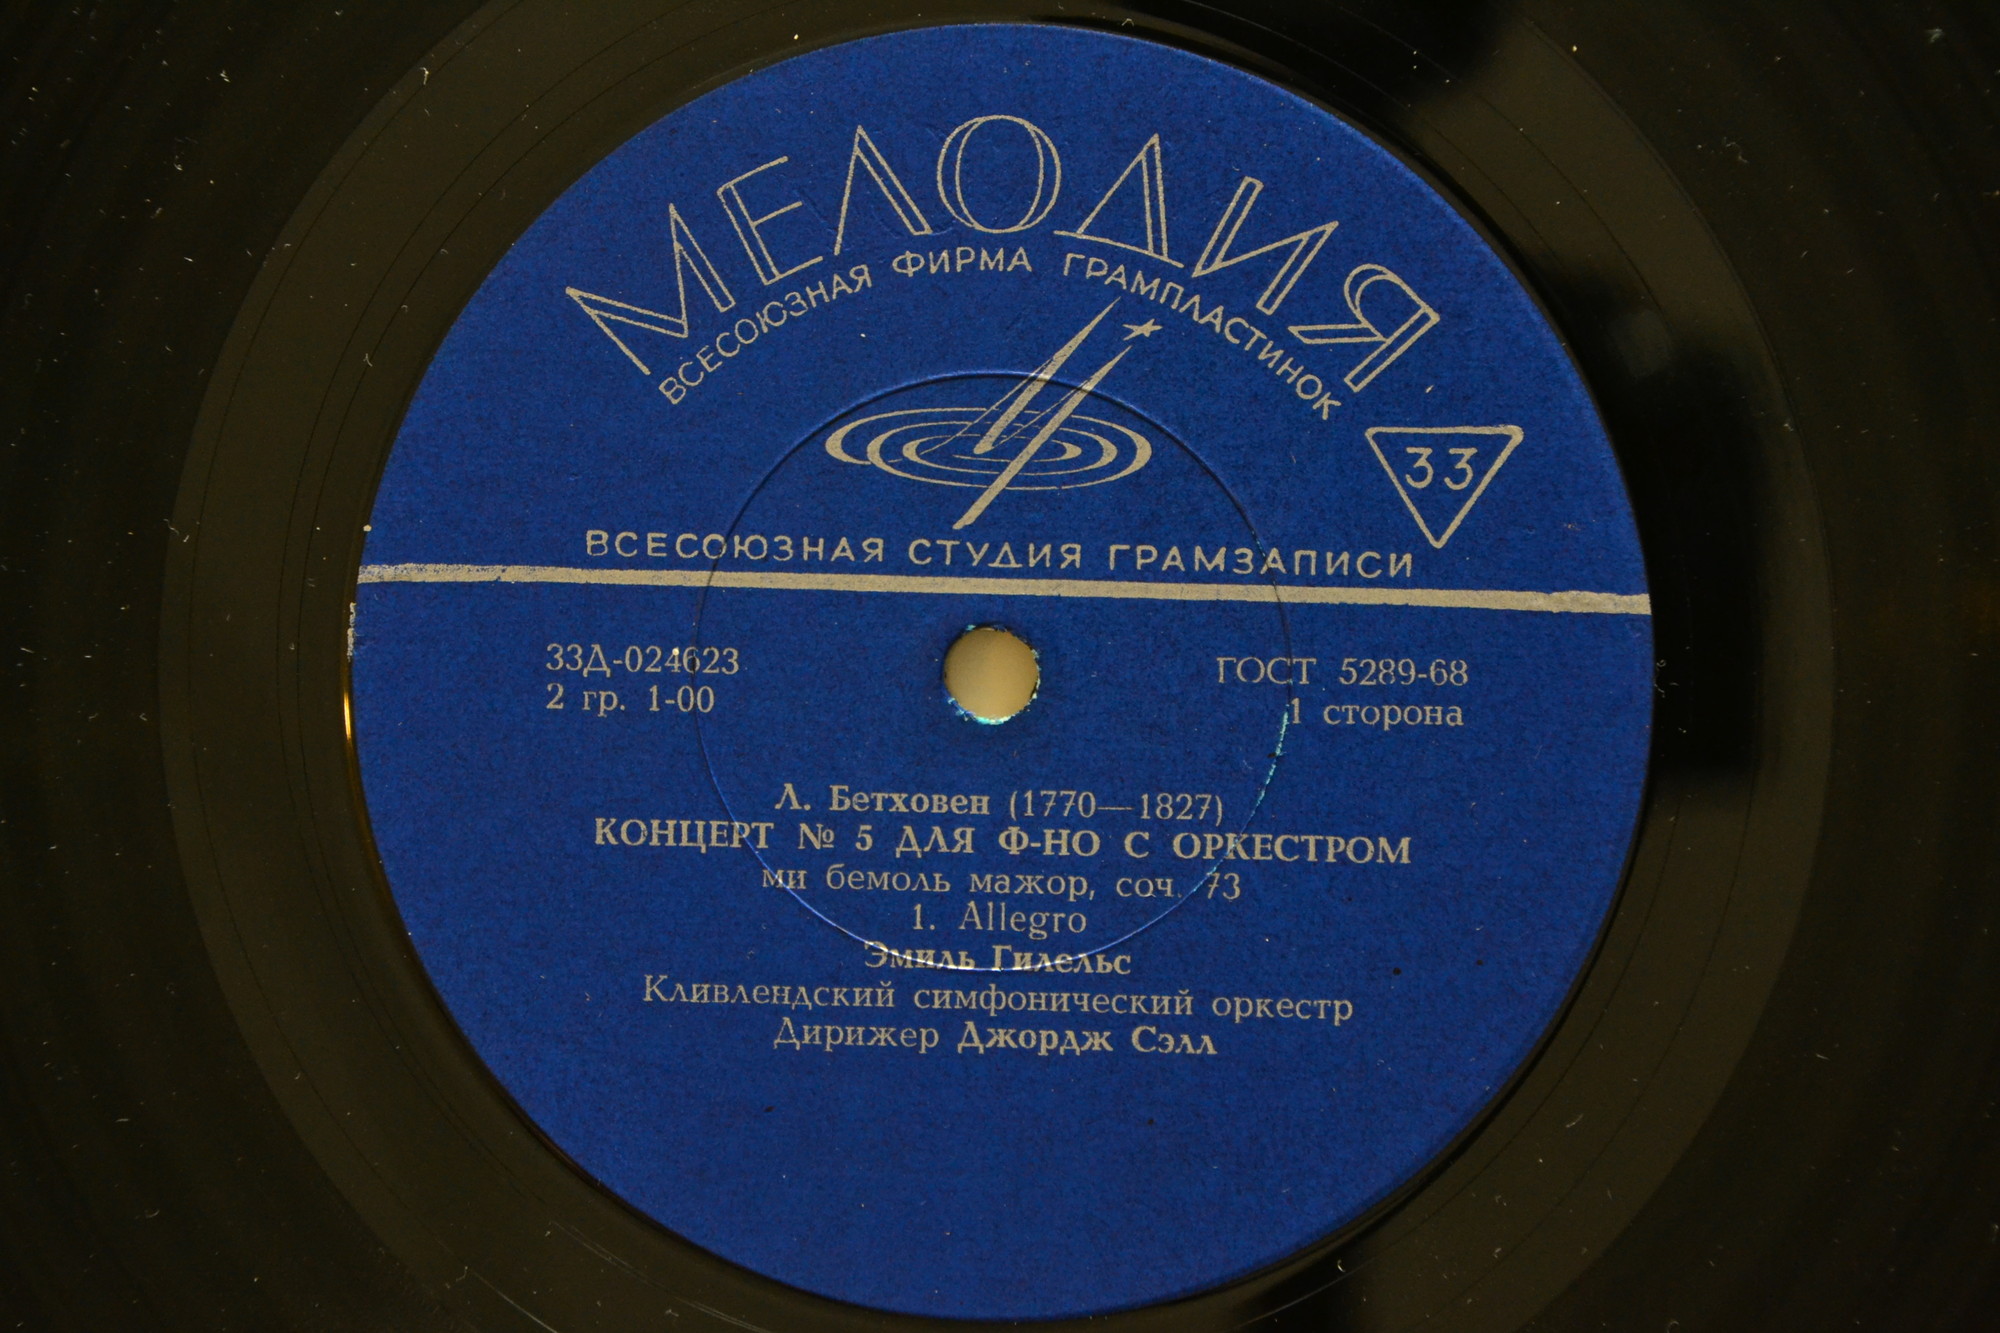 МЕЛОДИЯ
ВСЕСОЮЗНАЯ ФИРМА ГРАМПЛАСТИНОК
33
ВСЕСОЮЗНАЯ СТУДИЯ ГРАМЗАПИСИ
33Д-024623
2 гр. 1-00
ГОСТ 5289-68
1 сторона
Л. Бетховен (1770—1827)
КОНЦЕРТ № 5 ДЛЯ Ф-НО С ОРКЕСТРОМ
ми бемоль мажор, соч. 73
1. Allegro
Эмиль Гилельс
Кливлендский симфонический оркестр
Дирижер Джордж Сэлл